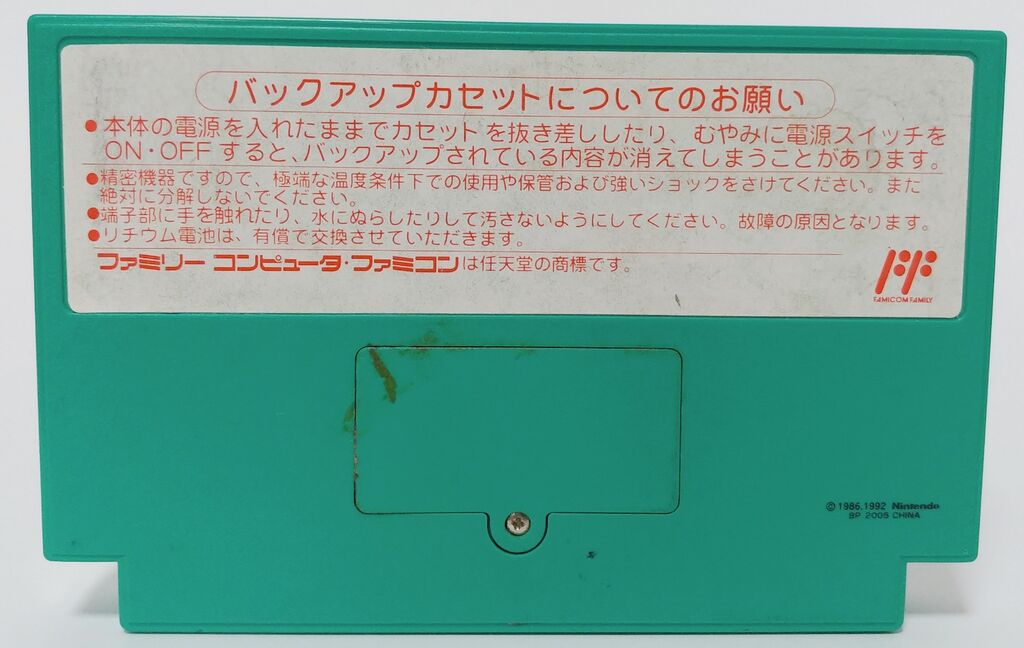 バックアップカセットについてのお願い
●本体の電源を入れたままでカセットを抜き差ししたり、むやみに電源スイッチを
ON・OFFすると、バックアップされている内容が消えてしまうことがあります。
●精密機器ですので、極端な温度条件下での使用や保管および強いショックをさけてください。また
絶対に分解しないでください。
●端子部に手を触れたり、水にぬらしたりして汚さないようにしてください。故障の原因となります。
●リチウム電池は、有償で交換させていただきます。
ファミリーコンピュータ・ファミコンは任天堂の商標です。
FAMICOM FAMILY
©1986,1992 Nintendo
BP 2005 CHINA